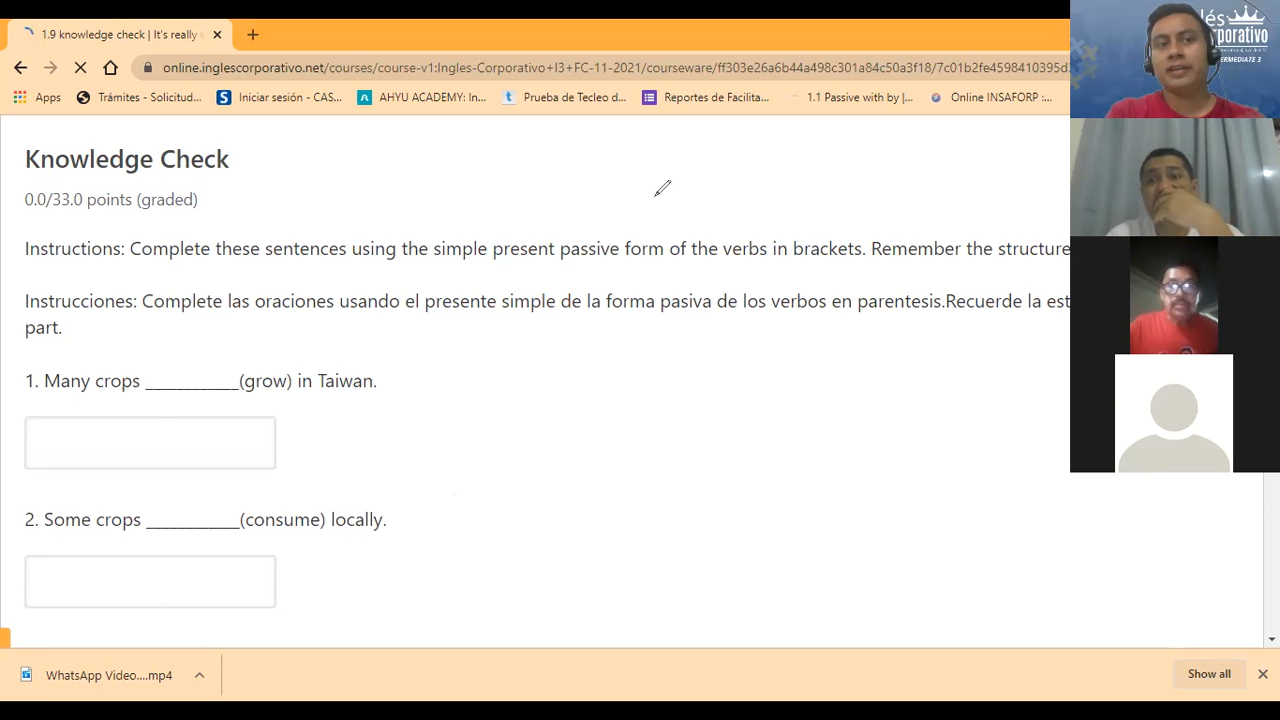 1.9 knowledge check | It's really
online.inglescorporativo.net/courses/course-v1:Ingles-Corporativo+I3+FC-11-2021/courseware/ff303e26a6b44a498c301a84c50a3f18/7c01b2fe4598410395d
Apps Trámites - Solicitud... Iniciar sesión - CAS... AHYU ACADEMY: In... Prueba de Tecleo d... Reportes de Facilita... 1.1 Passive with by |... Online INSAFORP :...
Knowledge Check
0.0/33.0 points (graded)
Instructions: Complete these sentences using the simple present passive form of the verbs in brackets. Remember the structure
Instrucciones: Complete las oraciones usando el presente simple de la forma pasiva de los verbos en parentesis.Recuerde la est
part.
1. Many crops ____________(grow) in Taiwan.
2. Some crops ____________(consume) locally.
WhatsApp Video....mp4
Show all